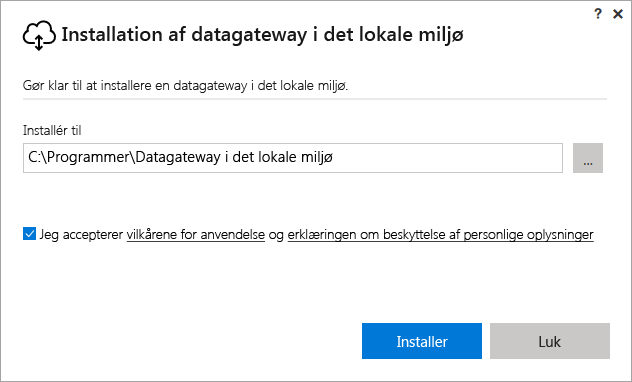 ? ×
Installation af datagateway i det lokale miljø
Gør klar til at installere en datagateway i det lokale miljø.
Installér til
C:\Programmer\Datagateway i det lokale miljø
...
Jeg accepterer vilkårene for anvendelse og erklæringen om beskyttelse af personlige oplysninger
Installer
Luk